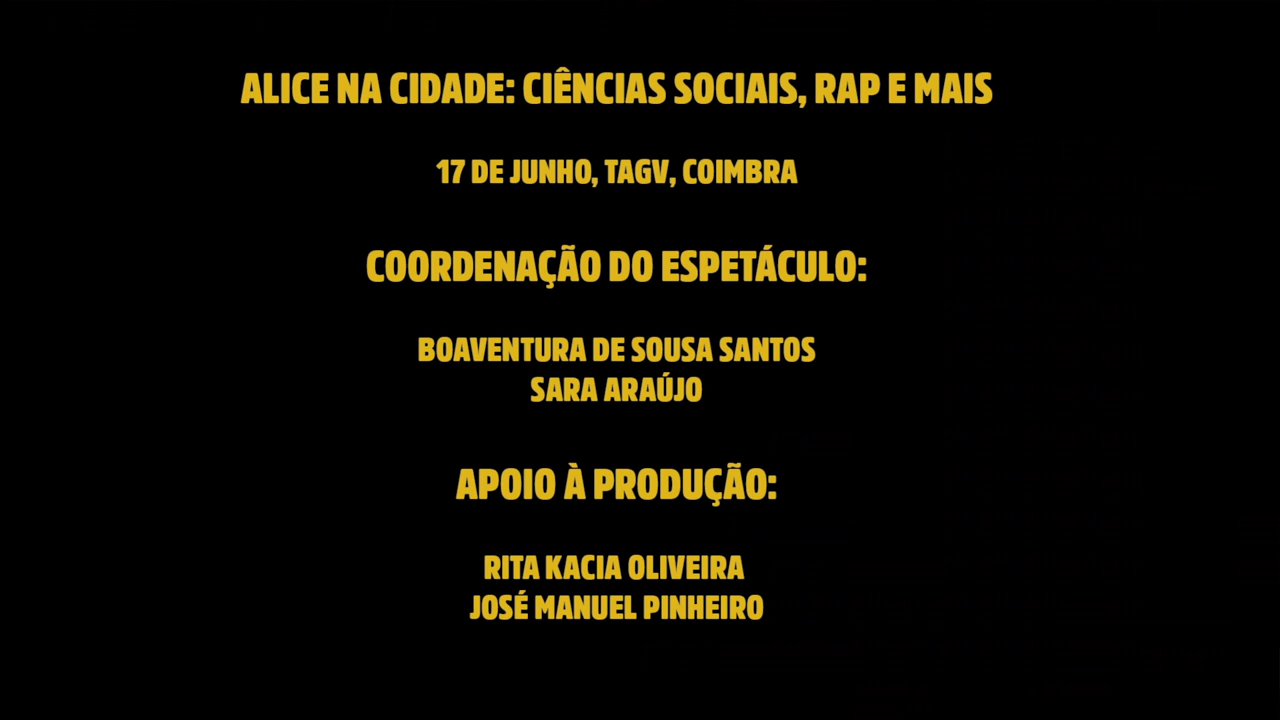 ALICE NA CIDADE: CIÊNCIAS SOCIAIS, RAP E MAIS
17 DE JUNHO, TAGV, COIMBRA
COORDENAÇÃO DO ESPETÁCULO:
BOAVENTURA DE SOUSA SANTOS
SARA ARAÚJO
APOIO À PRODUÇÃO:
RITA KACIA OLIVEIRA
JOSÉ MANUEL PINHEIRO